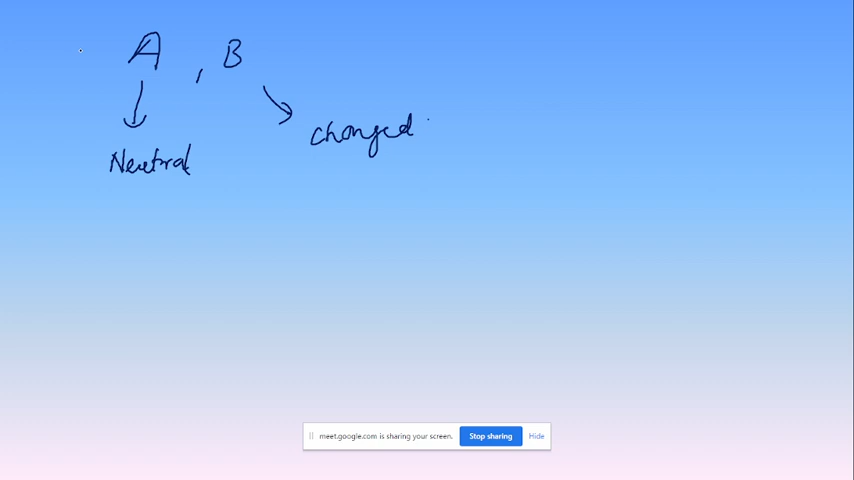 A , B
Neutral
changed
meet.google.com is sharing your screen. Stop sharing Hide